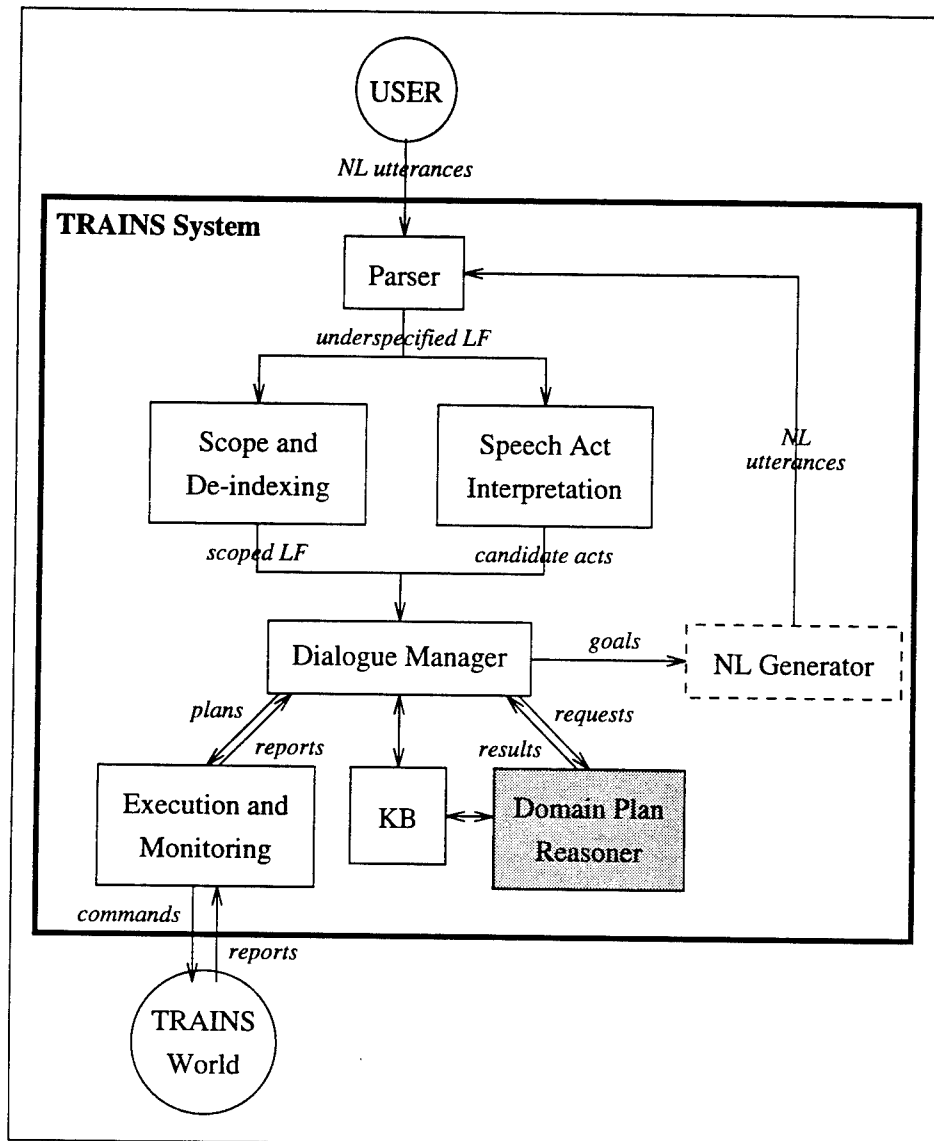 USER
NL utterances
TRAINS System
Parser
underspecified LF
Scope and
De-indexing
Speech Act
Interpretation
NL
utterances
scoped LF
candidate acts
Dialogue Manager
goals
NL Generator
plans
reports
requests
results
Execution and
Monitoring
KB
Domain Plan
Reasoner
commands
reports
TRAINS
World